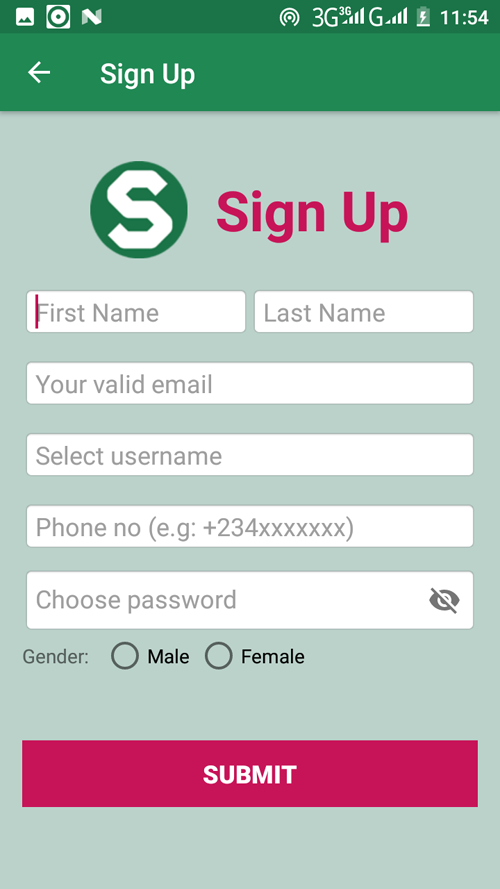 3G 3G G 11:54
Sign Up
S Sign Up
First Name Last Name
Your valid email
Select username
Phone no (e.g: +234xxxxxxx)
Choose password
Gender: Male Female
SUBMIT